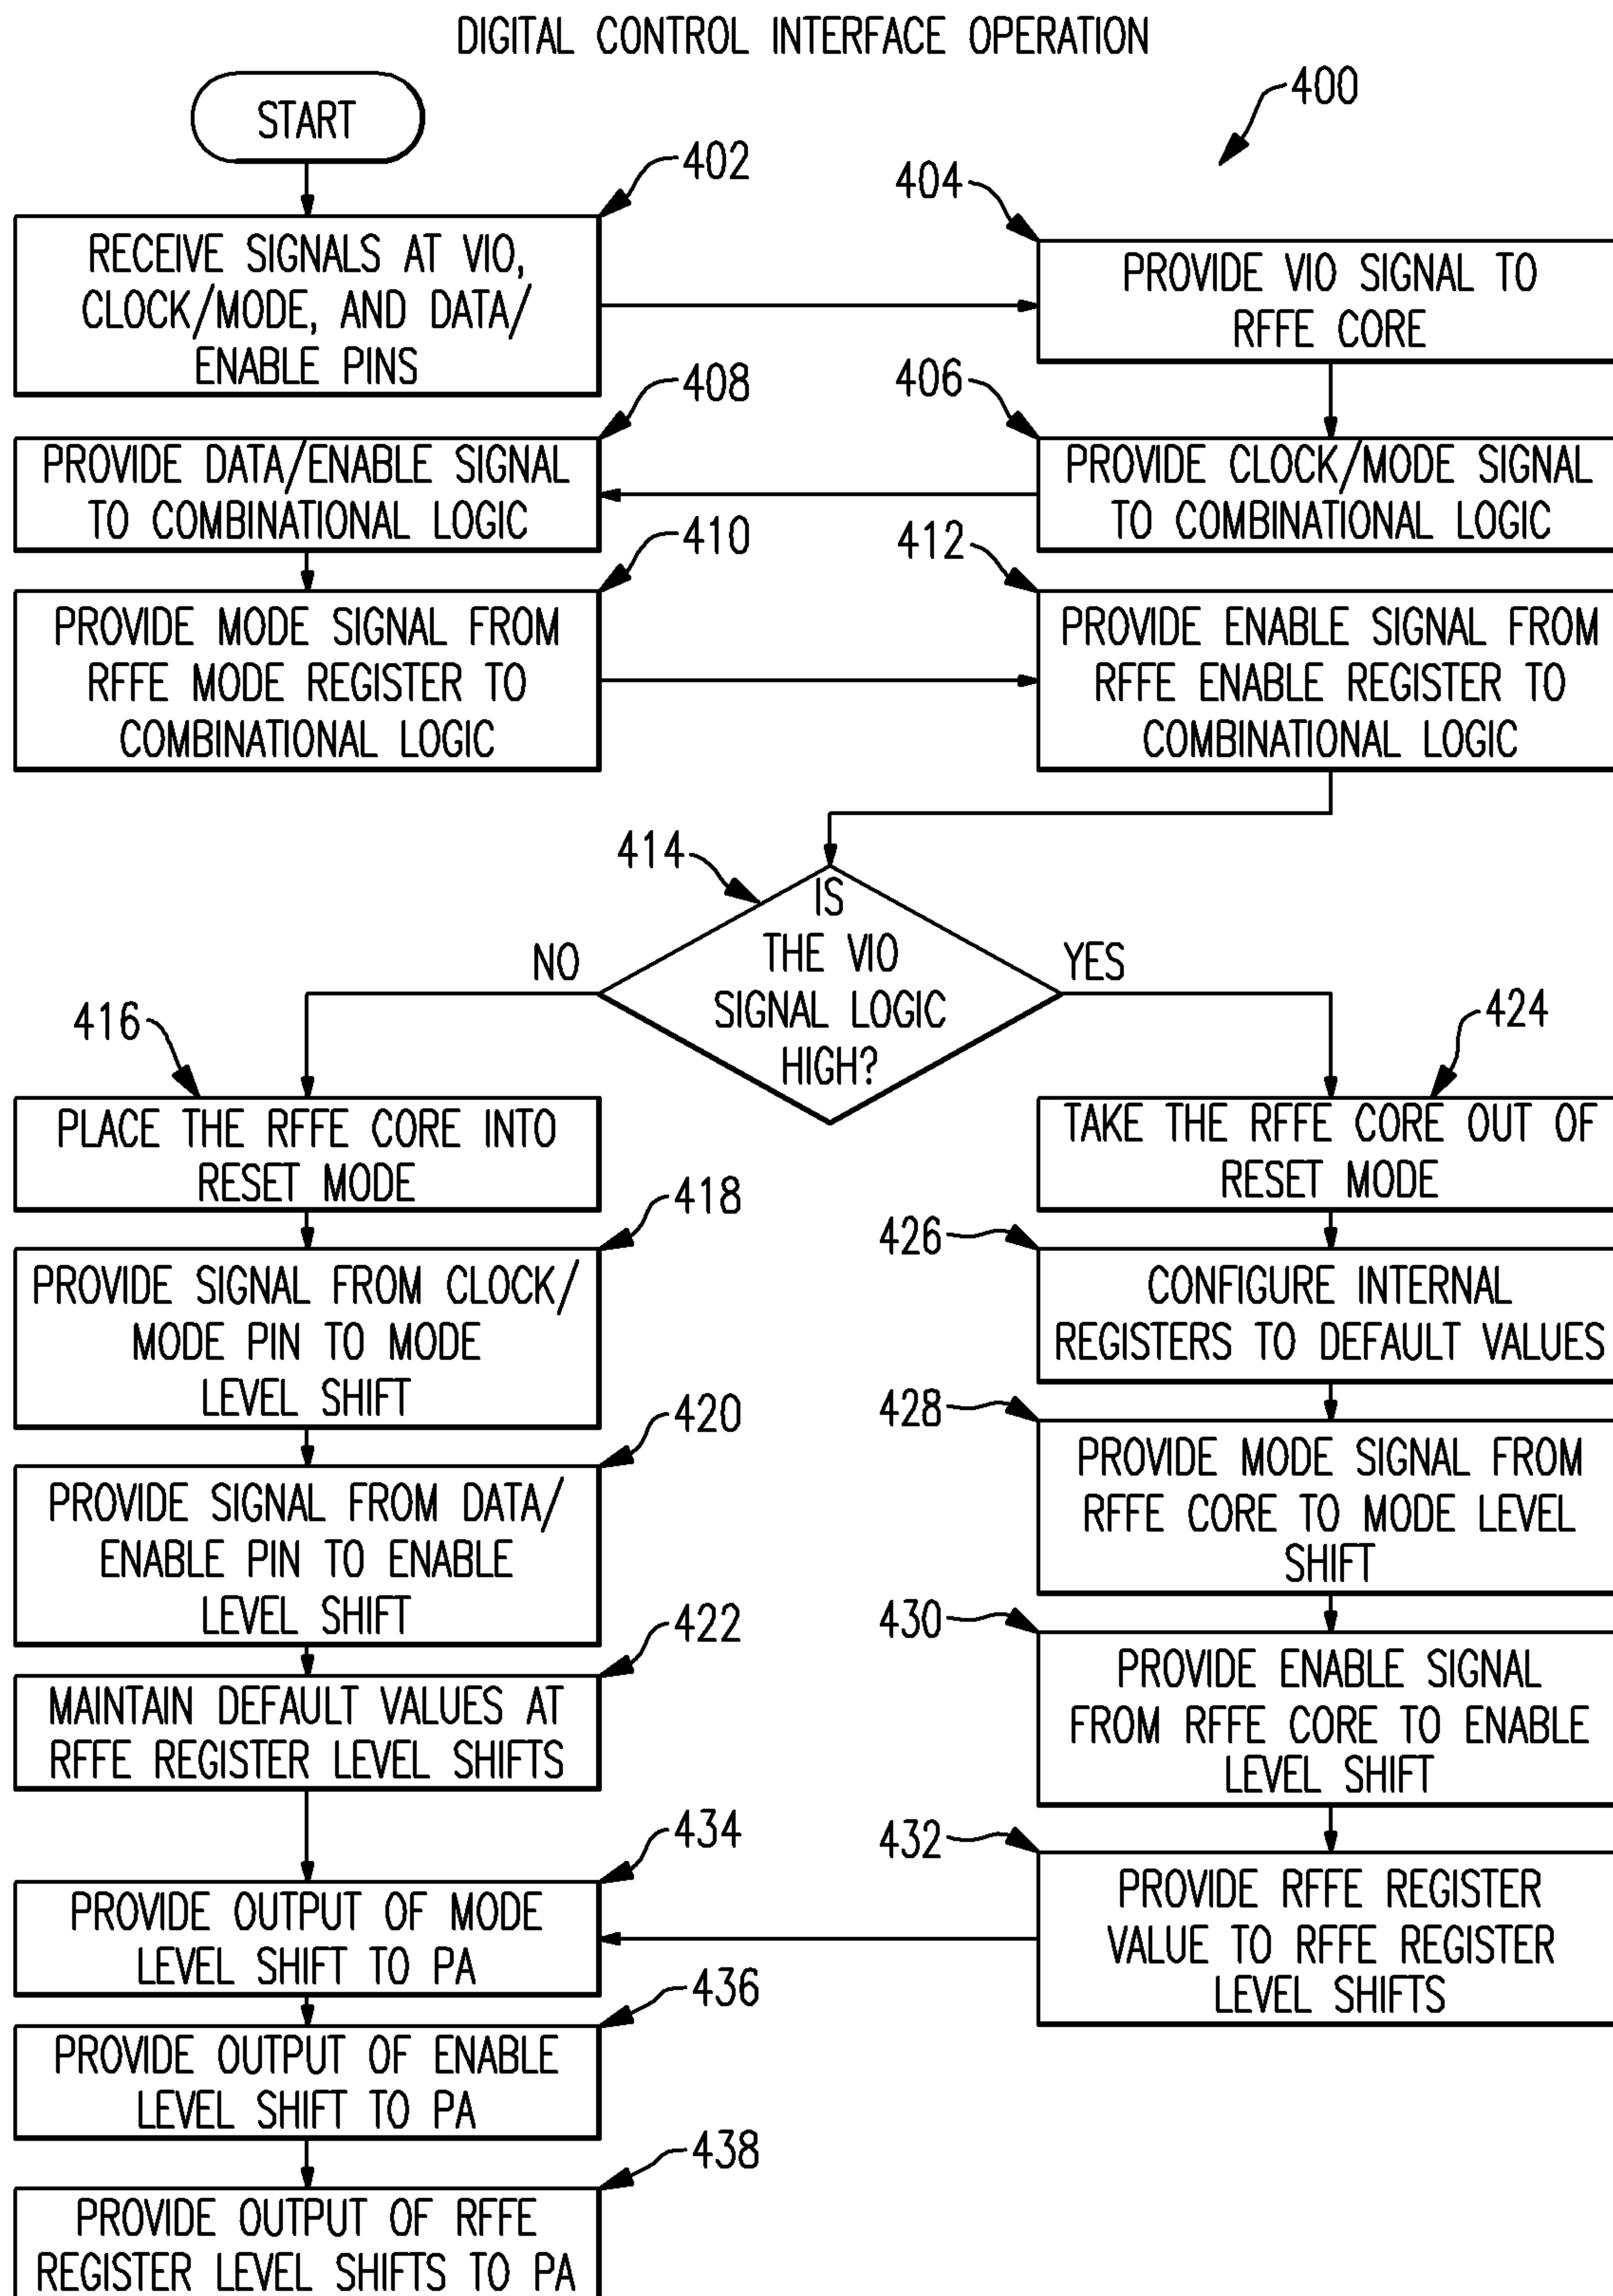 DIGITAL CONTROL INTERFACE OPERATION
400
START
402
RECEIVE SIGNALS AT VIO,
CLOCK/MODE, AND DATA/
ENABLE PINS
404
PROVIDE VIO SIGNAL TO
RFFE CORE
406
PROVIDE CLOCK/MODE SIGNAL
TO COMBINATIONAL LOGIC
408
PROVIDE DATA/ENABLE SIGNAL
TO COMBINATIONAL LOGIC
410
PROVIDE MODE SIGNAL FROM
RFFE MODE REGISTER TO
COMBINATIONAL LOGIC
412
PROVIDE ENABLE SIGNAL FROM
RFFE ENABLE REGISTER TO
COMBINATIONAL LOGIC
414
IS
THE VIO
SIGNAL LOGIC
HIGH?
NO
YES
416
PLACE THE RFFE CORE INTO
RESET MODE
418
PROVIDE SIGNAL FROM CLOCK/
MODE PIN TO MODE
LEVEL SHIFT
420
PROVIDE SIGNAL FROM DATA/
ENABLE PIN TO ENABLE
LEVEL SHIFT
422
MAINTAIN DEFAULT VALUES AT
RFFE REGISTER LEVEL SHIFTS
424
TAKE THE RFFE CORE OUT OF
RESET MODE
426
CONFIGURE INTERNAL
REGISTERS TO DEFAULT VALUES
428
PROVIDE MODE SIGNAL FROM
RFFE CORE TO MODE LEVEL
SHIFT
430
PROVIDE ENABLE SIGNAL
FROM RFFE CORE TO ENABLE
LEVEL SHIFT
432
PROVIDE RFFE REGISTER
VALUE TO RFFE REGISTER
LEVEL SHIFTS
434
PROVIDE OUTPUT OF MODE
LEVEL SHIFT TO PA
436
PROVIDE OUTPUT OF ENABLE
LEVEL SHIFT TO PA
438
PROVIDE OUTPUT OF RFFE
REGISTER LEVEL SHIFTS TO PA